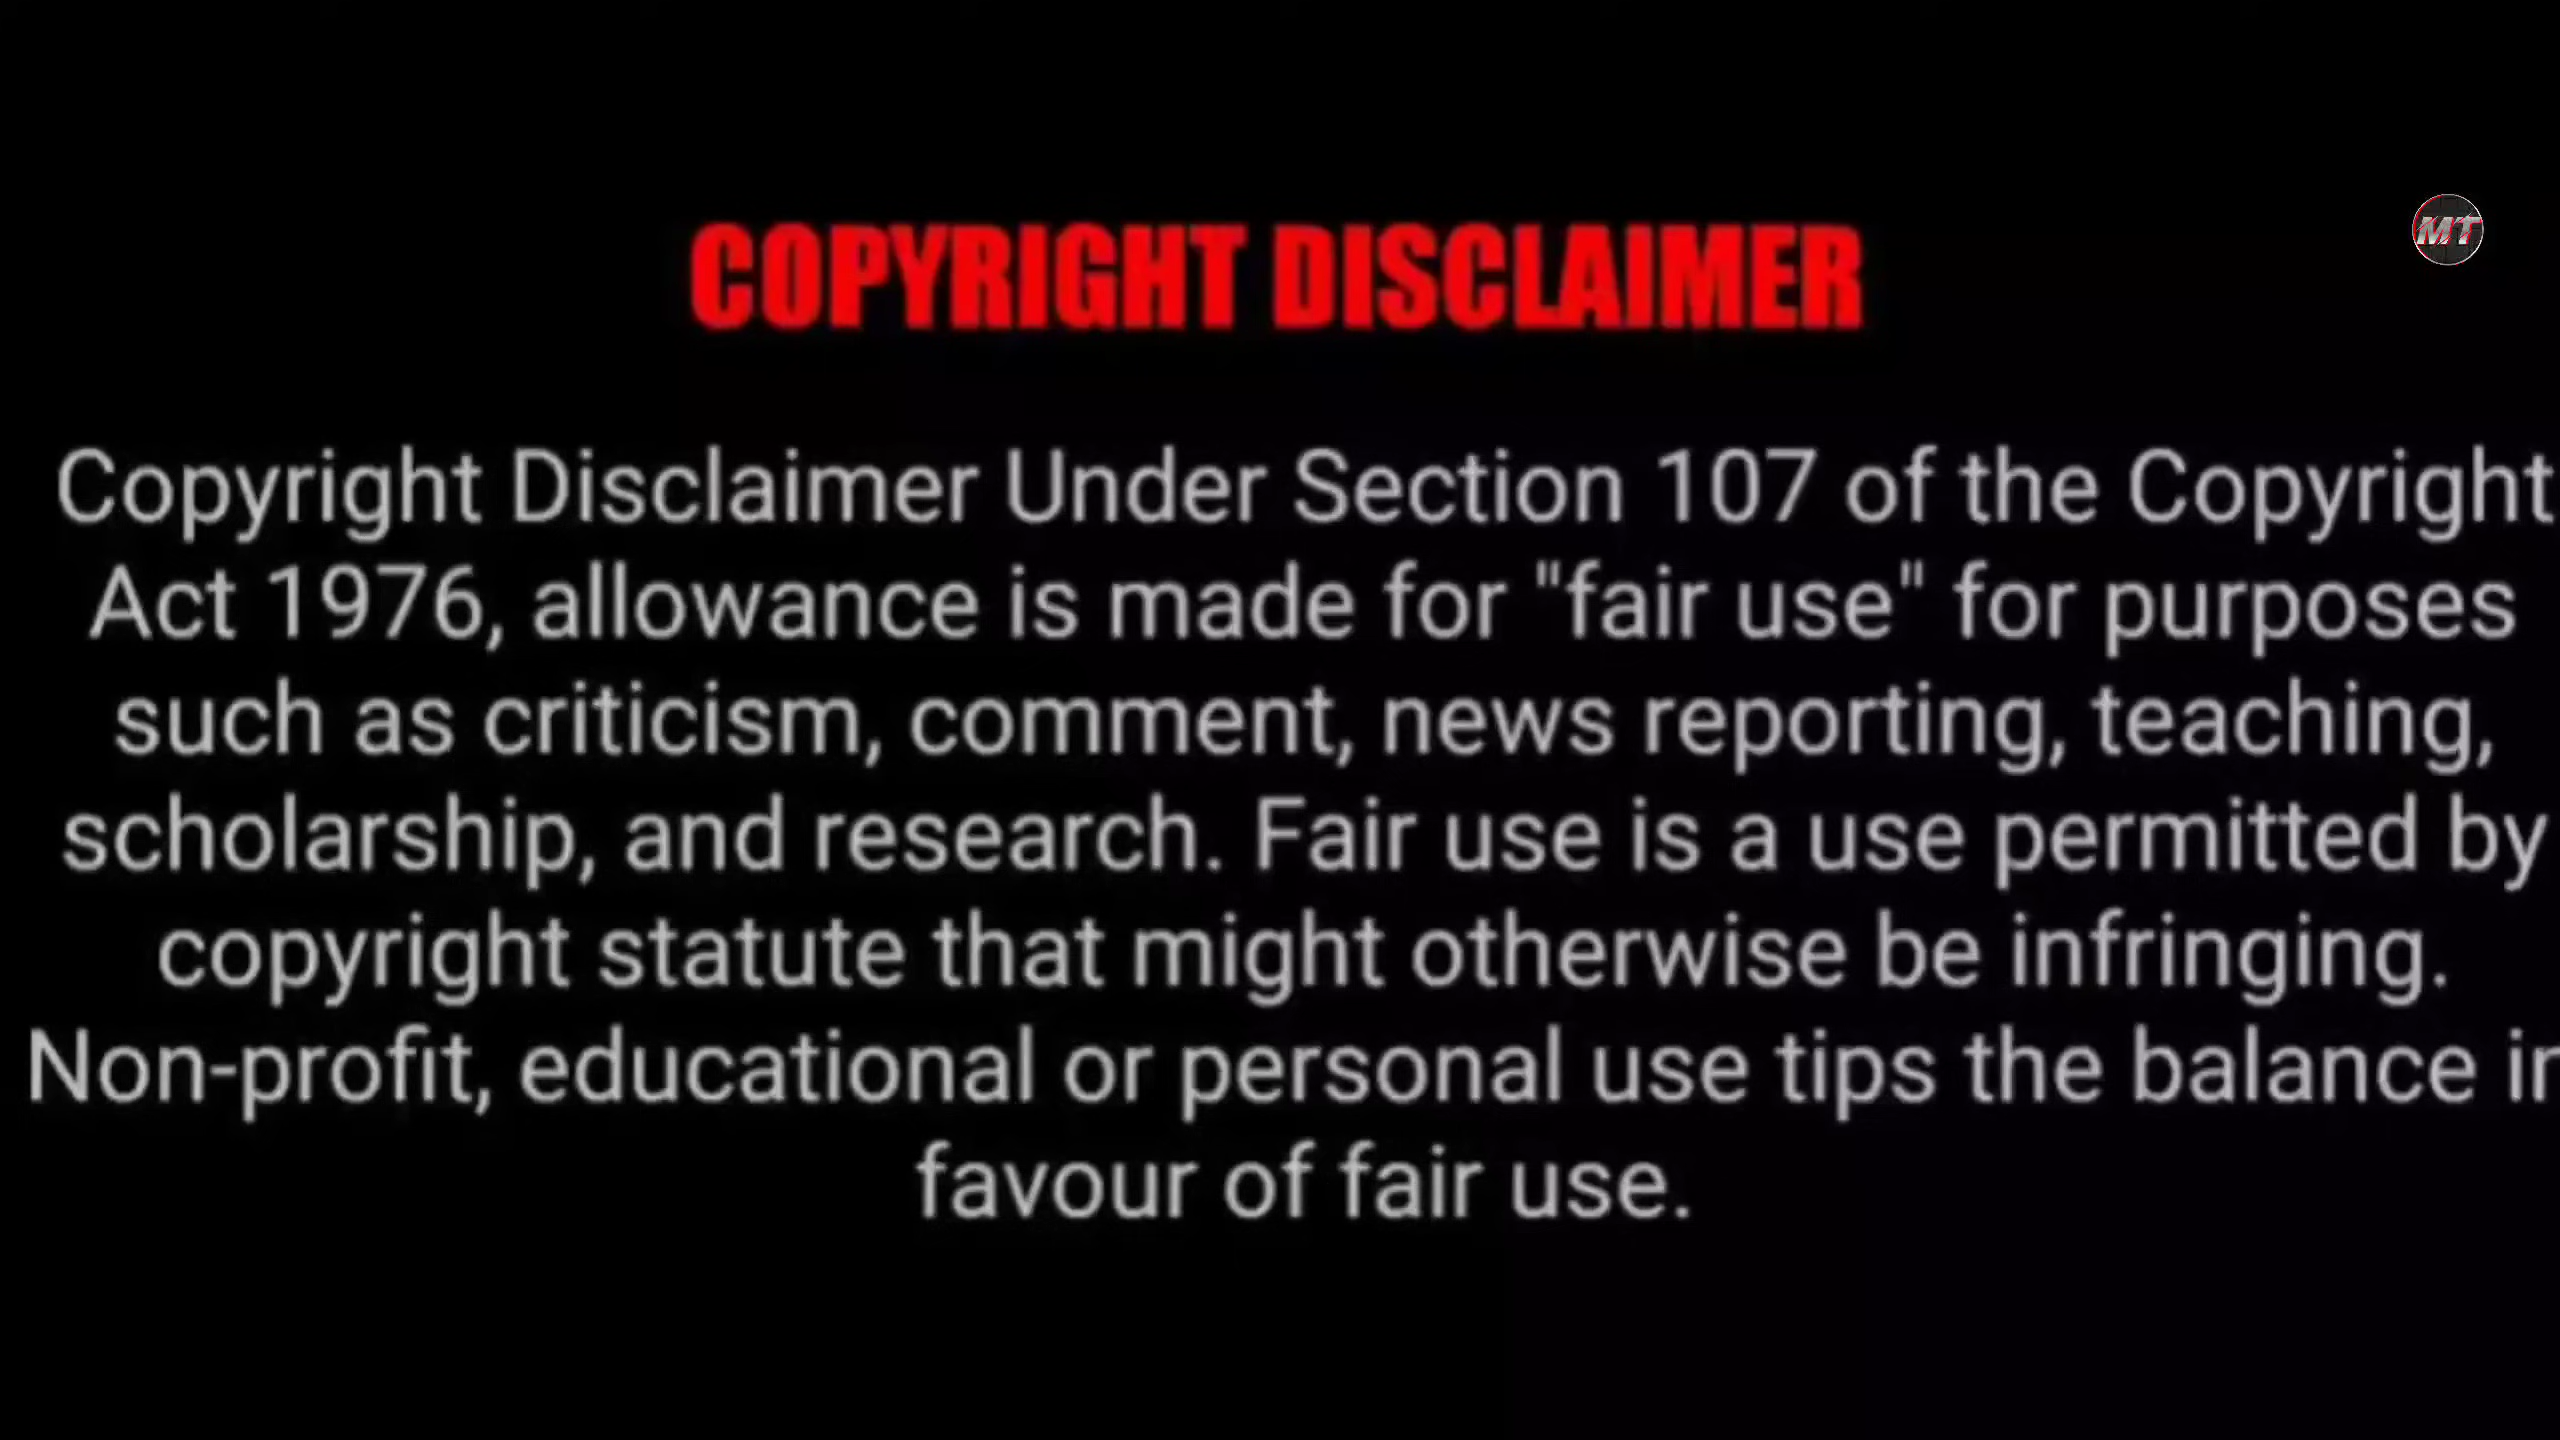 COPYRIGHT DISCLAIMER
MT
Copyright Disclaimer Under Section 107 of the Copyright
Act 1976, allowance is made for "fair use" for purposes
such as criticism, comment, news reporting, teaching,
scholarship, and research. Fair use is a use permitted by
copyright statute that might otherwise be infringing.
Non-profit, educational or personal use tips the balance in
favour of fair use.